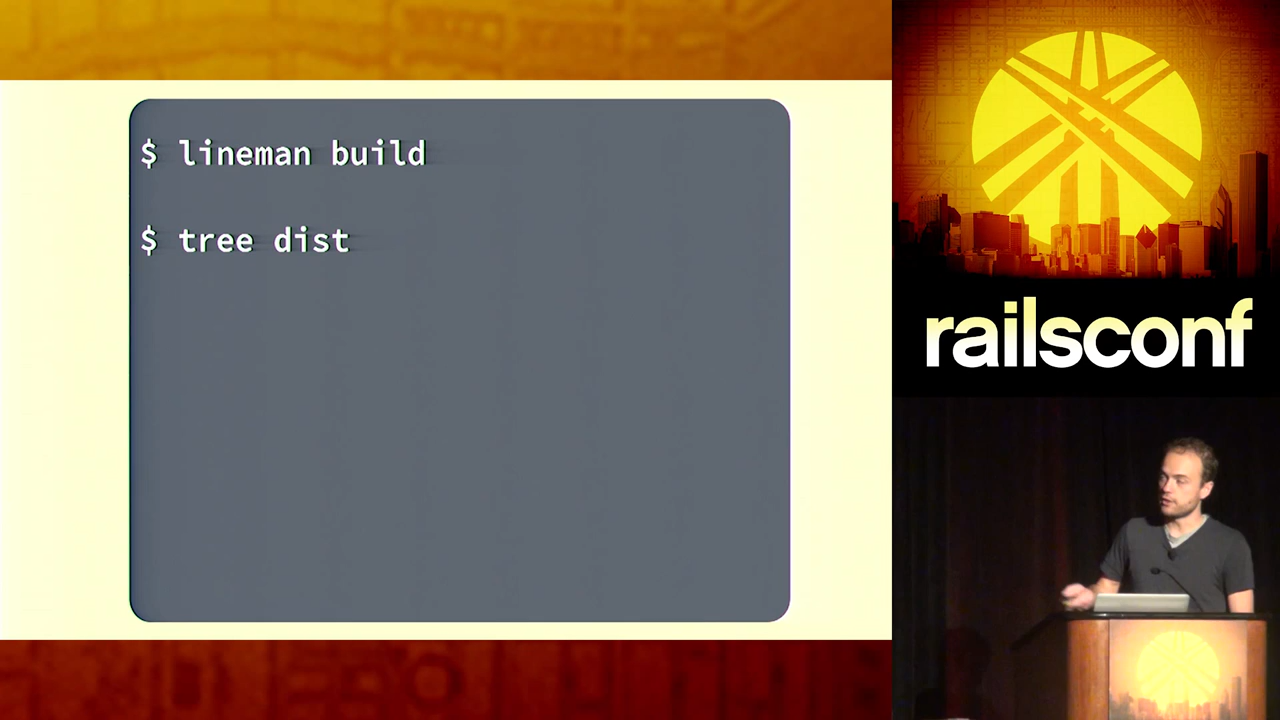 $ lineman build
$ tree dist
railsconf